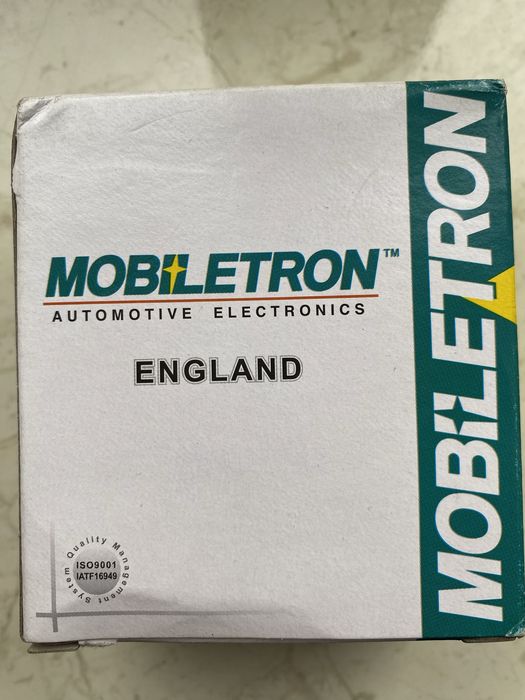 MOBILETRON™
AUTOMOTIVE ELECTRONICS
ENGLAND
MOBILETRON
Quality Management System
ISO9001
IATF16949